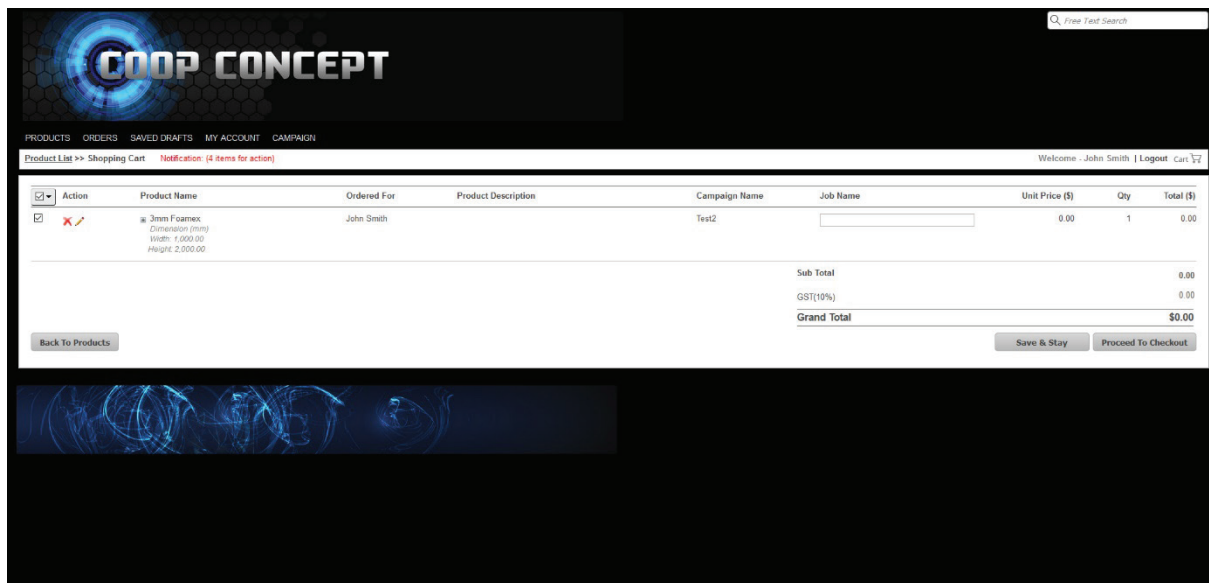 Free Text Search
COOP CONCEPT
PRODUCTS ORDERS SAVED DRAFTS MY ACCOUNT CAMPAIGN
Product List >> Shopping Cart Notification: (4 items for action) Welcome - John Smith | Logout Cart
Action Product Name Ordered For Product Description Campaign Name Job Name Unit Price ($) Qty Total ($)
3mm Foamex John Smith Test2 0.00 1 0.00
Dimension (mm)
Width: 1,000.00
Height: 2,000.00
Sub Total 0.00
GST(10%) 0.00
Grand Total $0.00
Back To Products Save & Stay Proceed To Checkout